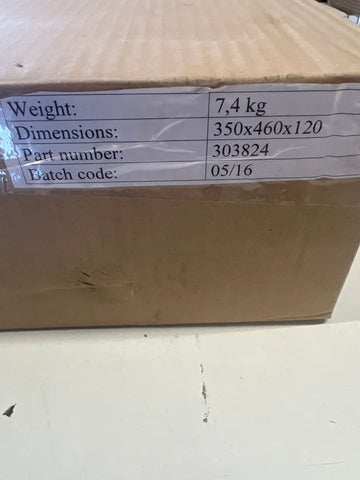 Weight: 7,4 kg
Dimensions: 350x460x120
Part number: 303824
Batch code: 05/16